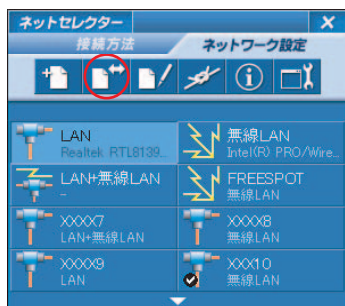 ネットセレクター
接続方法 ネットワーク設定
LAN 無線LAN
Realtek RTL8139... Intel(R) PRO/Wire...
LAN+無線LAN FREESPOT
- 無線LAN
XXXX7 XXXX8
LAN+無線LAN 無線LAN
XXXX9 XXX10
LAN 無線LAN